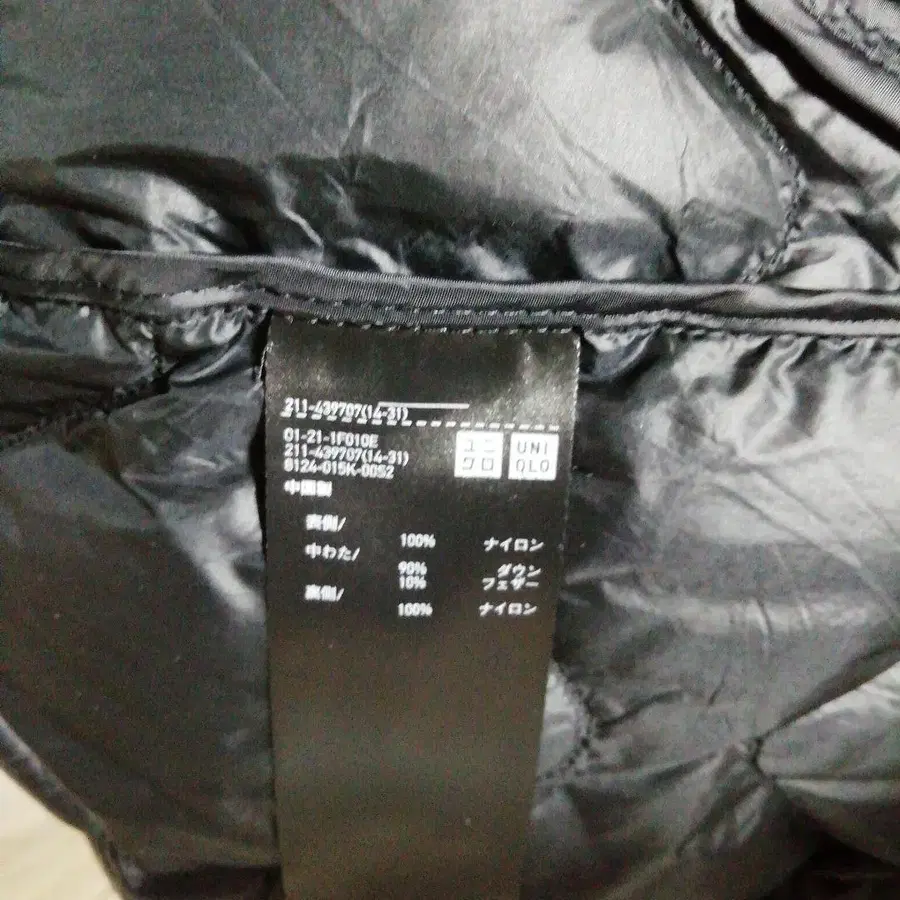 211-439707(14-31)
01-21-1F010E
211-439707(14-31)
8124-015K-00S2
中国製
ユニ
クロ
UNI
QLO
表側/
100% ナイロン
中わた/
90% ダウン
10% フェザー
裏側/
100% ナイロン